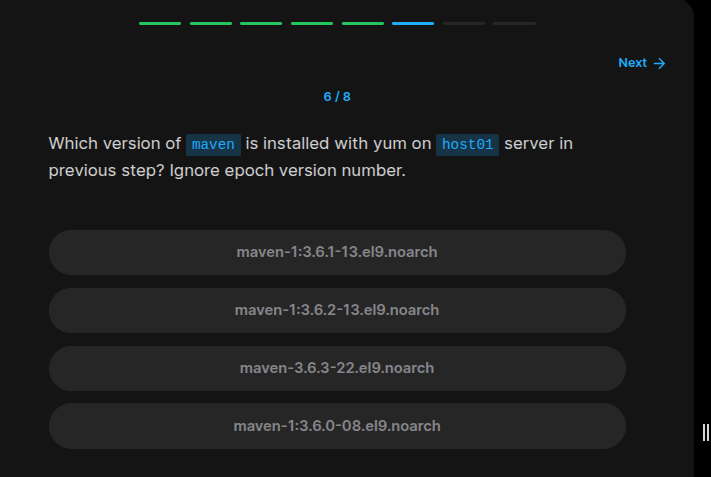 Next →
6 / 8
Which version of maven is installed with yum on host01 server in
previous step? Ignore epoch version number.
maven-1:3.6.1-13.el9.noarch
maven-1:3.6.2-13.el9.noarch
maven-3.6.3-22.el9.noarch
maven-1:3.6.0-08.el9.noarch